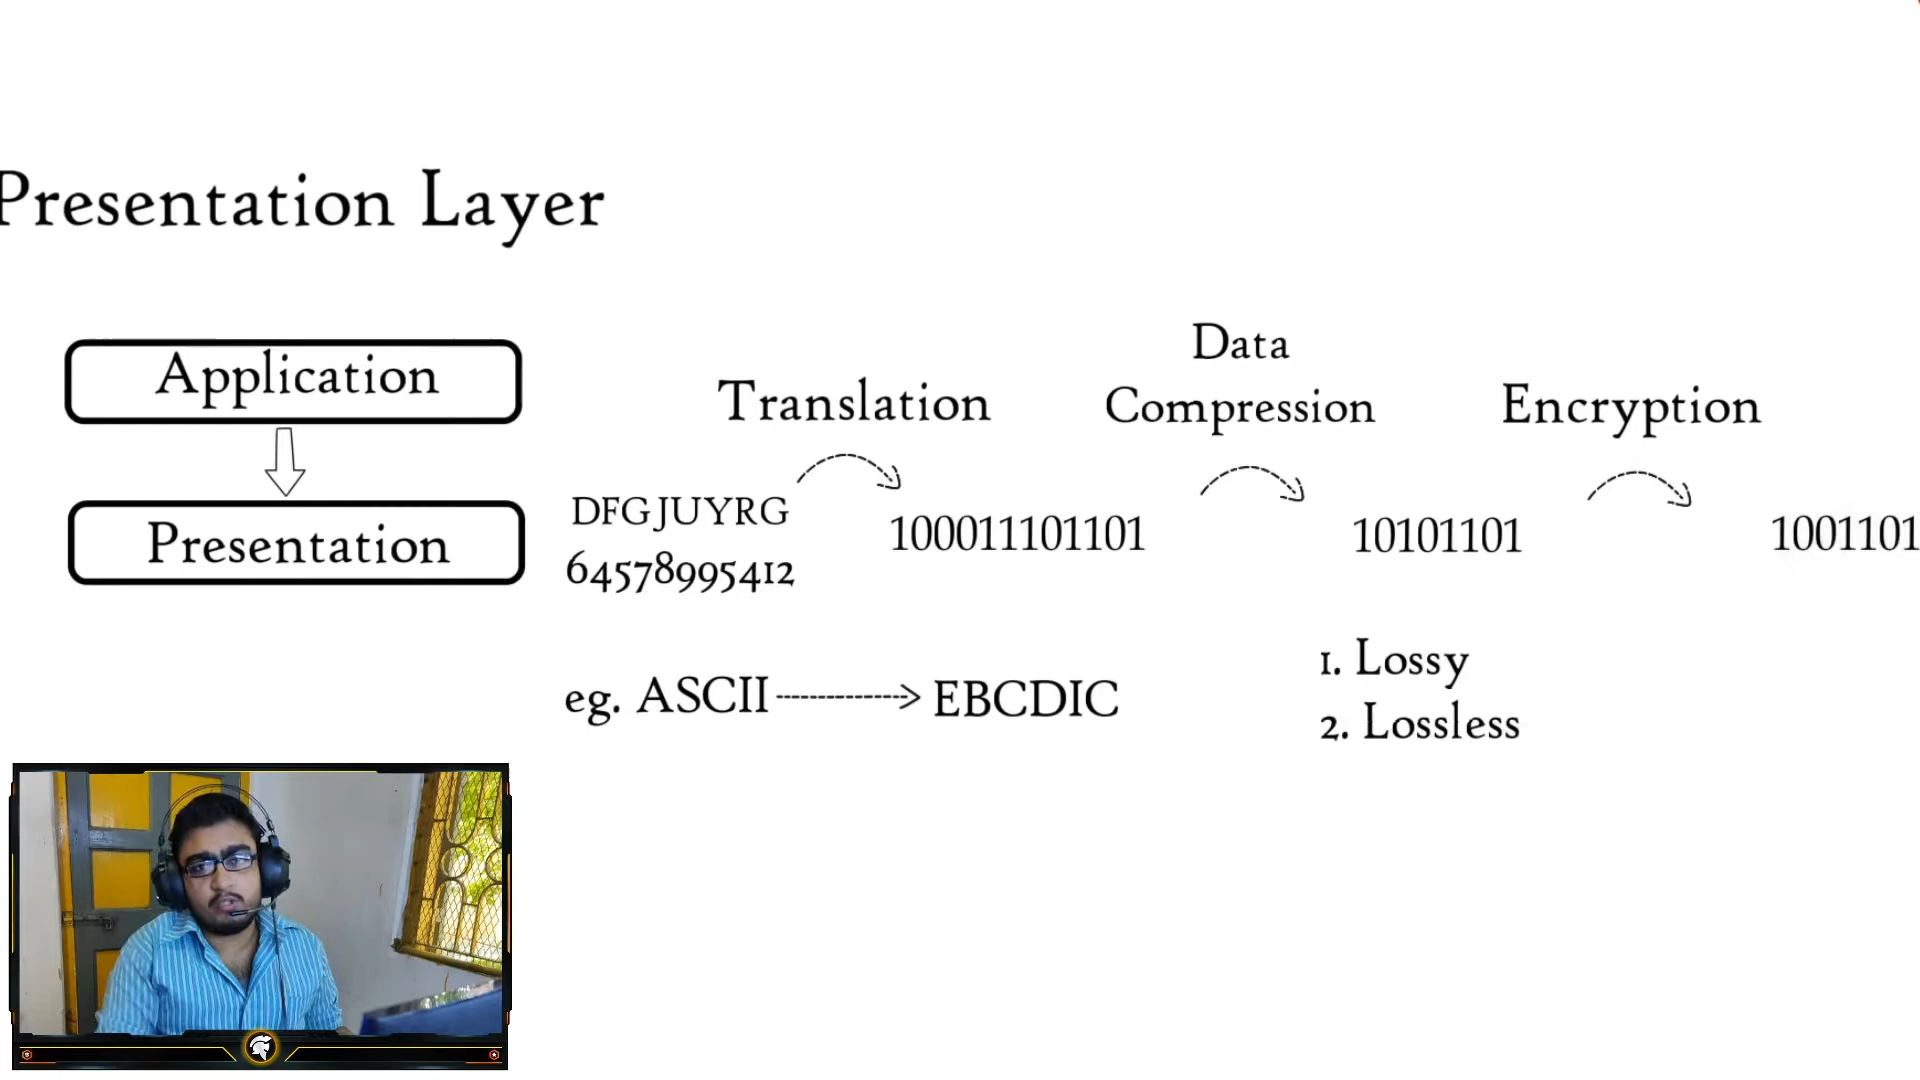 Presentation Layer
Application
Presentation
Translation
Data
Compression
Encryption
DFGJUYRG
64578995412
100011101101
10101101
1001101
eg. ASCII
EBCDIC
1. Lossy
2. Lossless